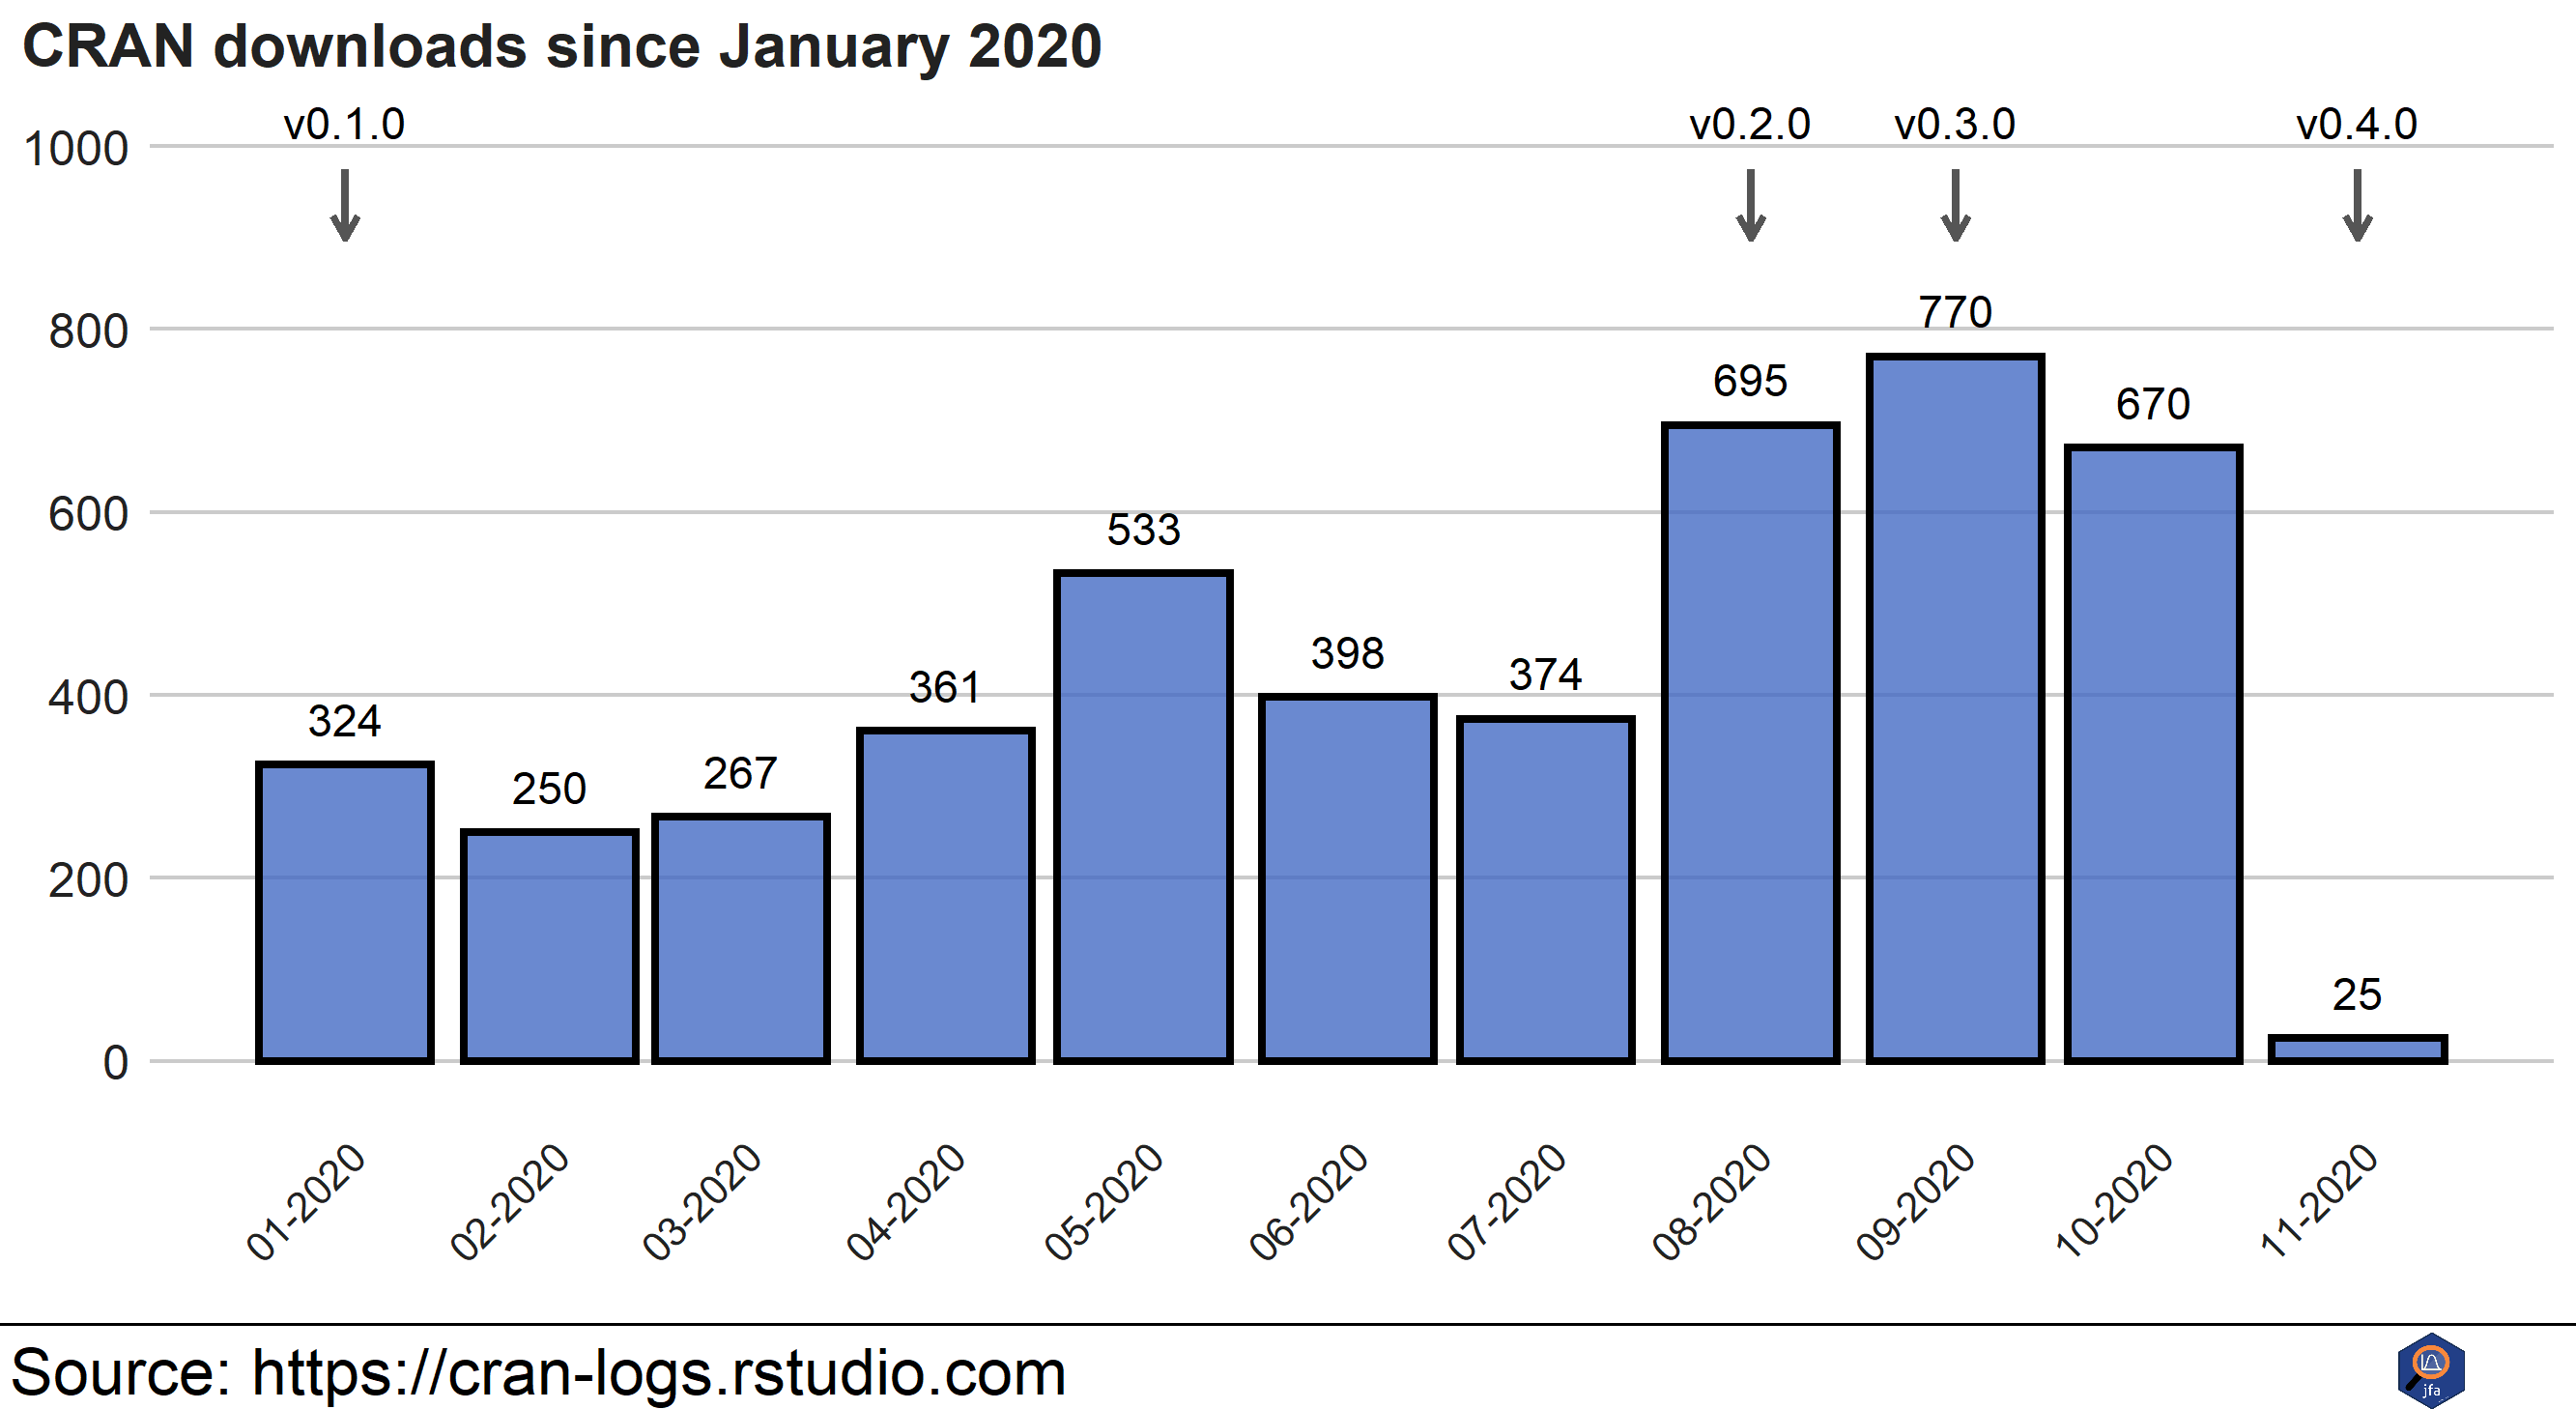 CRAN downloads since January 2020
v0.1.0 v0.2.0 v0.3.0 v0.4.0
1000
800
600
400
200
0
324 250 267 361 533 398 374 695 770 670 25
01-2020 02-2020 03-2020 04-2020 05-2020 06-2020 07-2020 08-2020 09-2020 10-2020 11-2020
Source: https://cran-logs.rstudio.com
jfa